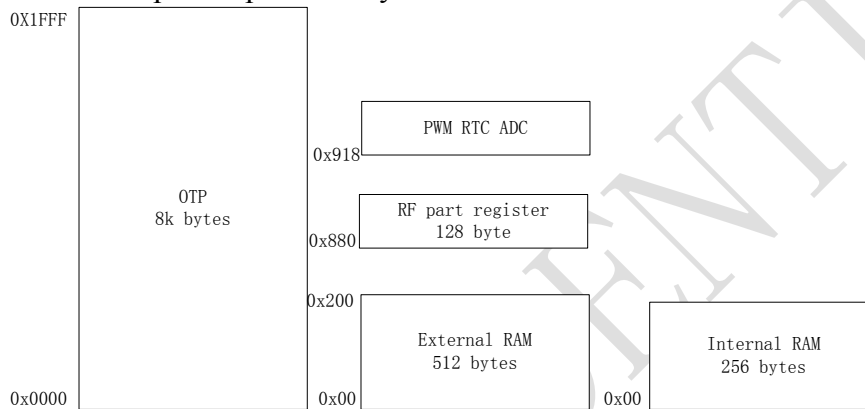 0X1FFF
PWM RTC ADC
0x918
OTP
8k bytes
RF part register
128 byte
0x880
0x200
External RAM
512 bytes
Internal RAM
256 bytes
0x0000
0x00
0x00